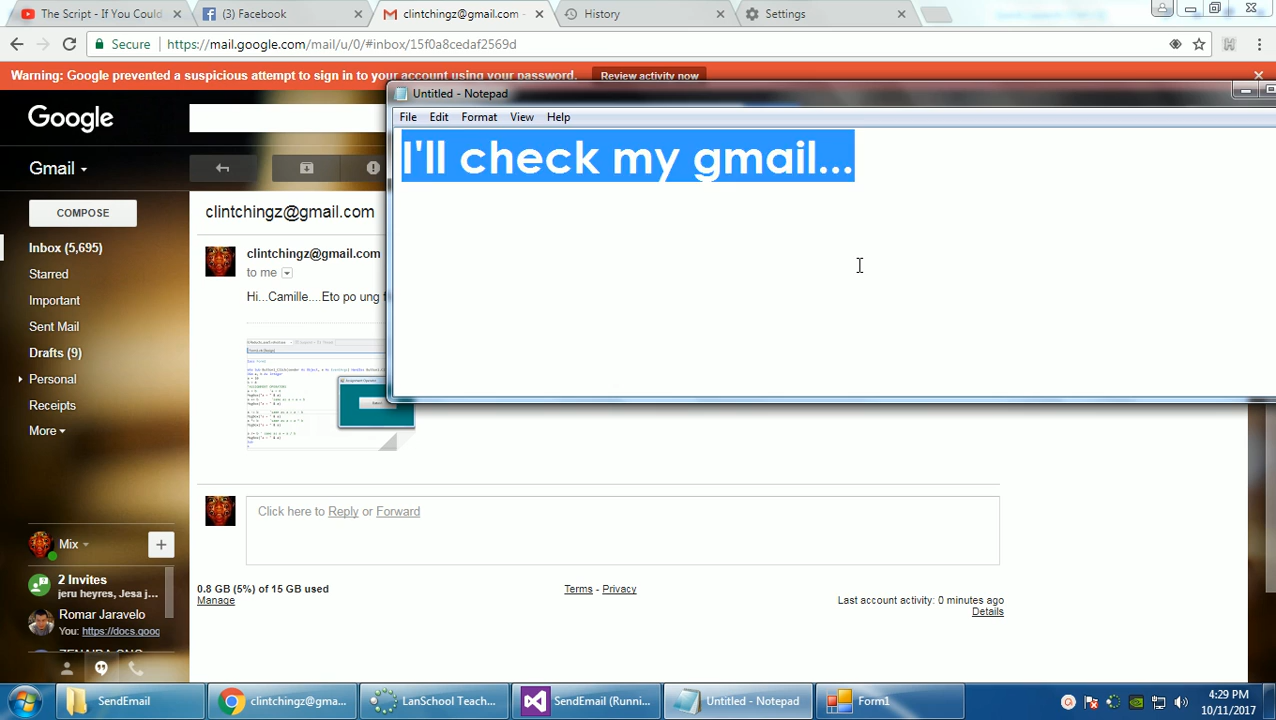 The Script - If You Could
(3) Facebook
clintchingz@gmail.com -
History
Settings
Secure
https://mail.google.com/mail/u/0/#inbox/15f0a8cedaf2569d
Warning: Google prevented a suspicious attempt to sign in to your account using your password.
Review activity now
Google
Untitled - Notepad
File Edit Format View Help
I'll check my gmail...
Gmail
COMPOSE
clintchingz@gmail.com
Inbox (5,695)
clintchingz@gmail.com
Starred
to me
Important
Hi...Camille....Eto po ung
Sent Mail
Drafts (9)
Personal
Receipts
More
Click here to Reply or Forward
Mix
2 Invites
jeru heyres, Jesa j...
0.8 GB (5%) of 15 GB used
Manage
Terms - Privacy
Last account activity: 0 minutes ago
Details
Romar Jaravelo
You: https://docs.goog
SendEmail
clintchingz@gma...
LanSchool Teach...
SendEmail (Runni...
Untitled - Notepad
Form1
4:29 PM
10/11/2017